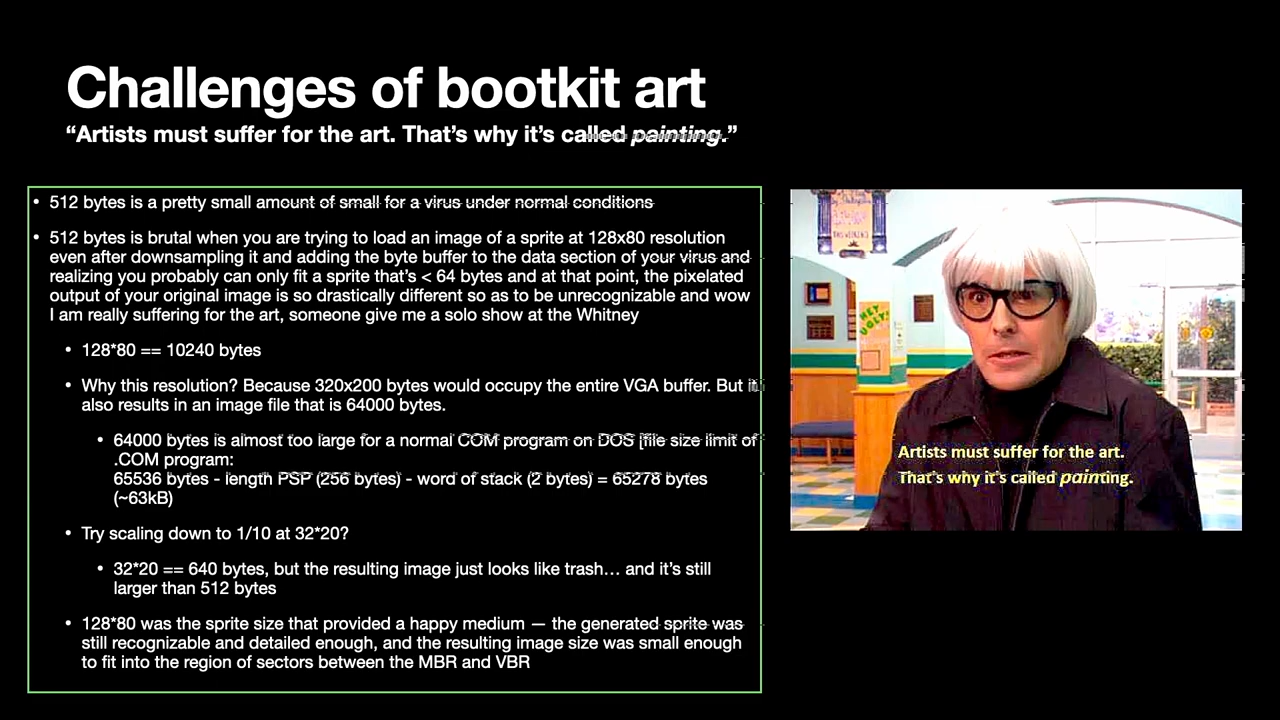 Challenges of bootkit art
“Artists must suffer for the art. That’s why it’s called painting.”
• 512 bytes is a pretty small amount of small for a virus under normal conditions
• 512 bytes is brutal when you are trying to load an image of a sprite at 128x80 resolution
even after downsampling it and adding the byte buffer to the data section of your virus and
realizing you probably can only fit a sprite that’s < 64 bytes and at that point, the pixelated
output of your original image is so drastically different so as to be unrecognizable and wow
I am really suffering for the art, someone give me a solo show at the Whitney
• 128*80 == 10240 bytes
• Why this resolution? Because 320x200 bytes would occupy the entire VGA buffer. But it
also results in an image file that is 64000 bytes.
• 64000 bytes is almost too large for a normal COM program on DOS [file size limit of
.COM program:
65536 bytes - length PSP (256 bytes) - word of stack (2 bytes) = 65278 bytes
(~63kB)
• Try scaling down to 1/10 at 32*20?
• 32*20 == 640 bytes, but the resulting image just looks like trash… and it’s still
larger than 512 bytes
• 128*80 was the sprite size that provided a happy medium — the generated sprite was
still recognizable and detailed enough, and the resulting image size was small enough
to fit into the region of sectors between the MBR and VBR
HEY
UGLY!
Artists must suffer for the art.
That's why it's called painting.